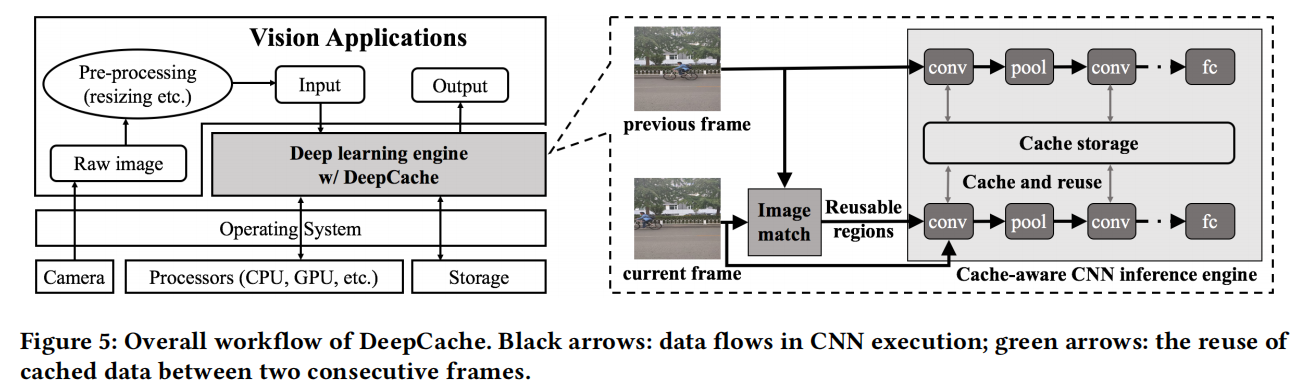 Vision Applications
Pre-processing
(resizing etc.)
Input
Output
Raw image
Deep learning engine
w/ DeepCache
Operating System
Camera
Processors (CPU, GPU, etc.)
Storage
previous frame
current frame
Image
match
Reusable
regions
conv
pool
conv
fc
Cache storage
Cache and reuse
conv
pool
conv
fc
Cache-aware CNN inference engine
Figure 5: Overall workflow of DeepCache. Black arrows: data flows in CNN execution; green arrows: the reuse of
cached data between two consecutive frames.